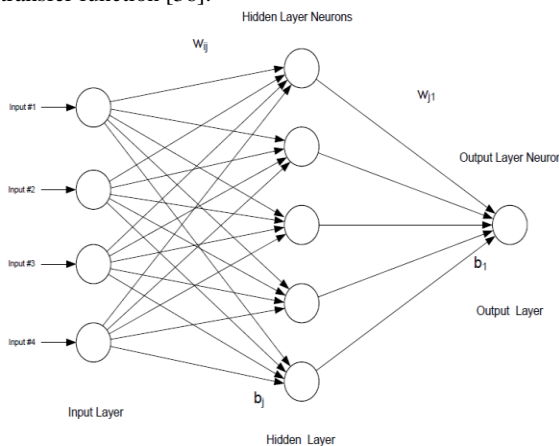 transfer function [36].
Hidden Layer Neurons
wij
wj1
Input #1
Output Layer Neuron
Input #2
Input #3
b1
Output Layer
Input #4
bj
Input Layer
Hidden Layer